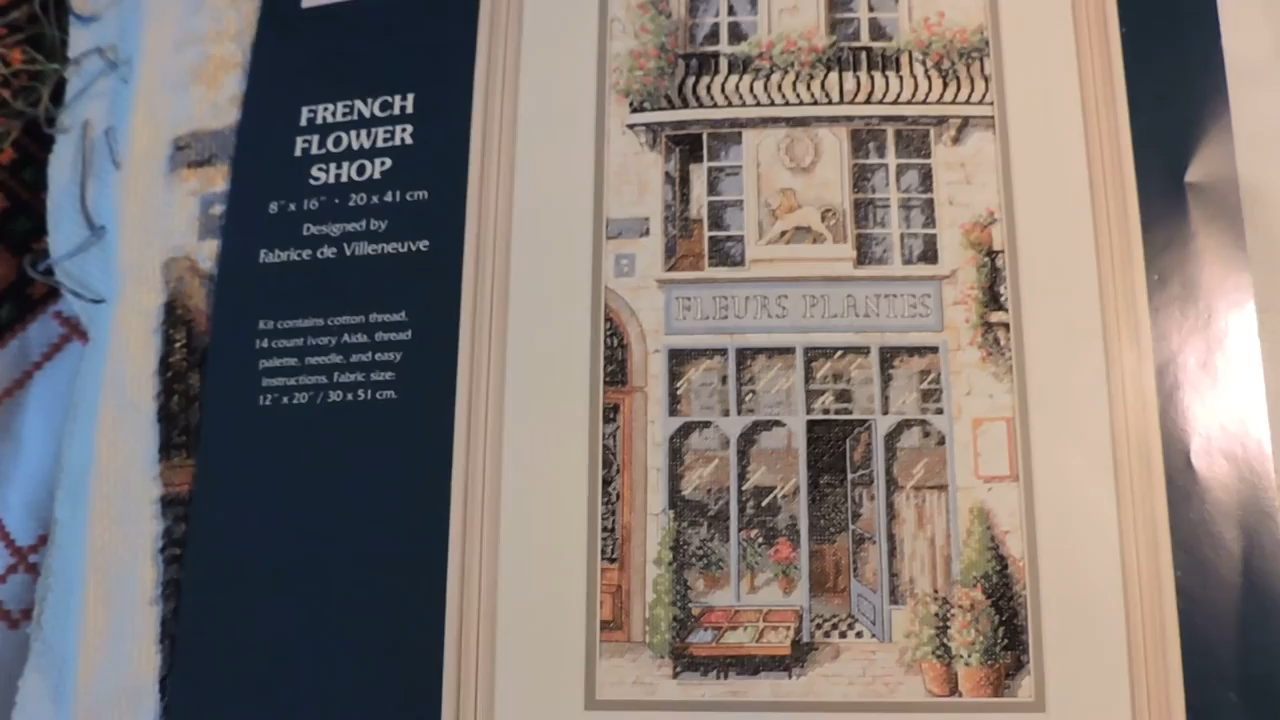 FRENCH
FLOWER
SHOP
8" x 16" · 20 x 41 cm
Designed by
Fabrice de Villeneuve
Kit contains cotton thread,
14 count ivory Aida, thread
palette, needle, and easy
instructions. Fabric size:
12" x 20" / 30 x 51 cm.
FLEURS PLANTES